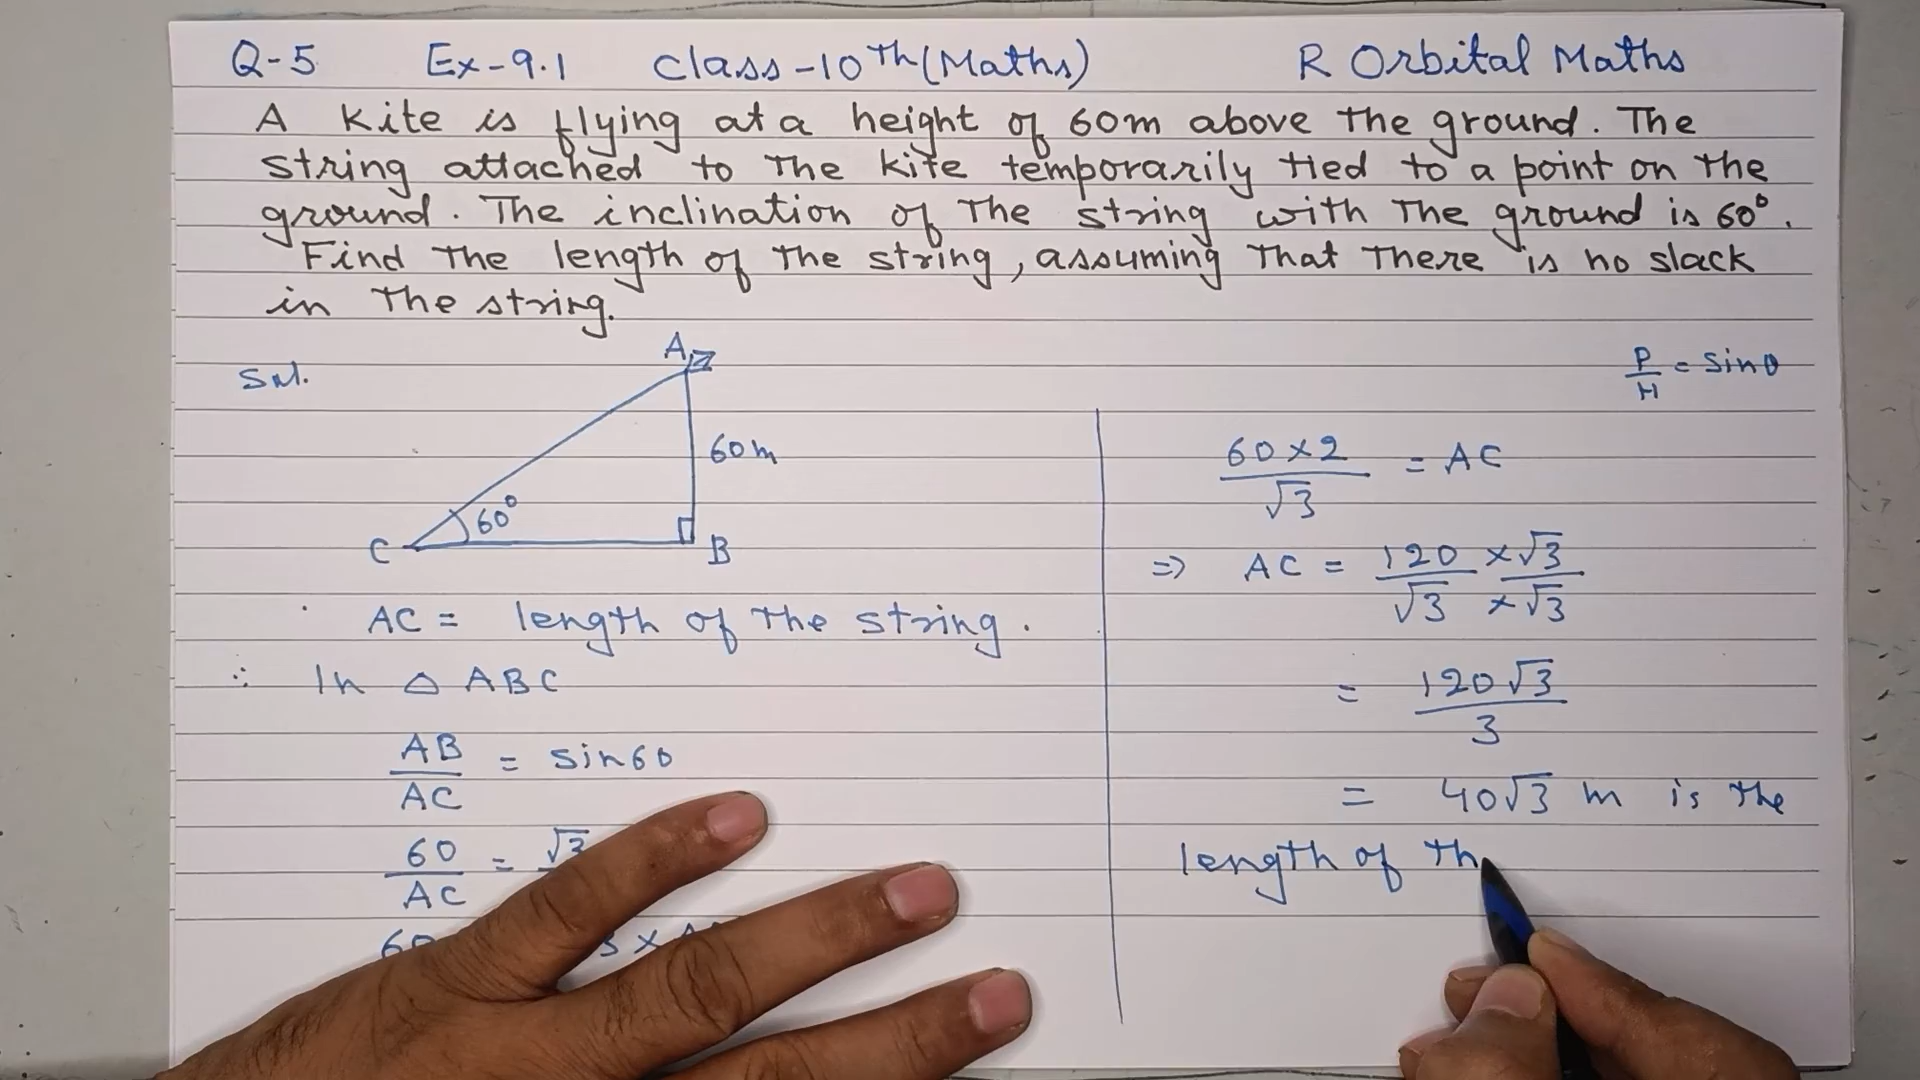 Q-5 Ex-9.1 Class-10Th (Maths) R Orbital Maths
A Kite is flying at a height of 60m above the ground. The
string attached to the kite temporarily tied to a point on the
ground. The inclination of the string with the ground is 60°.
Find the length of the string, assuming that there is no slack
in the string.
Sol.
A
60m
60°
C
B
AC = length of the string.
∴ In △ ABC
AB/AC = sin60
60/AC = √3
60
3 ×
P/H = sinθ
60×2/√3 = AC
⇒ AC = 120/√3 ×√3/×√3
= 120√3/3
= 40√3 m is the
length of th